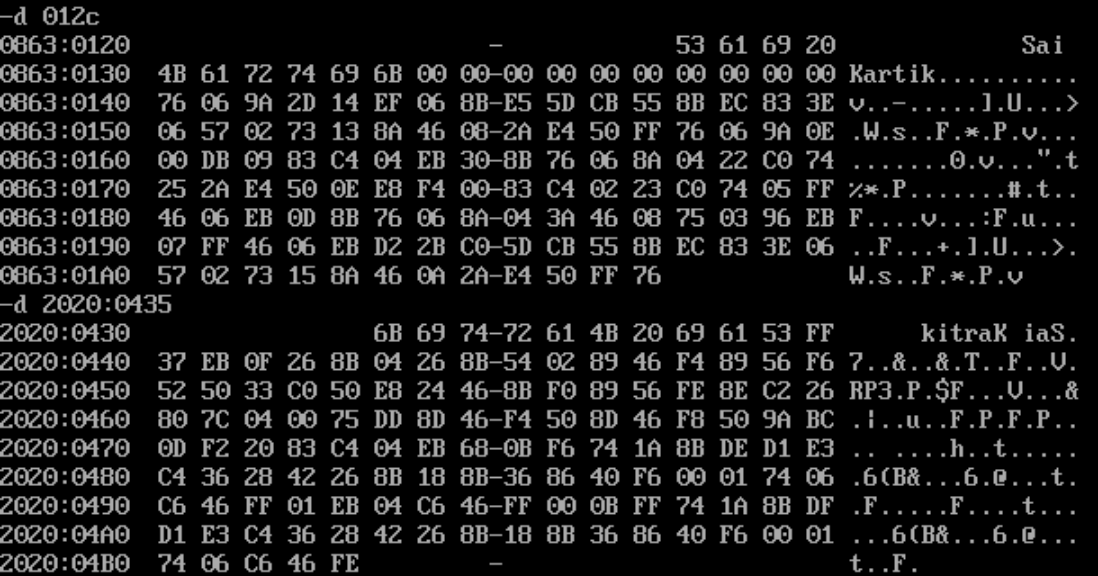 -d 012c
0863:0120                                      -                        53 61 69 20             Sai
0863:0130  4B 61 72 74 69 6B 00 00-00 00 00 00 00 00 00 00 Kartik..........
0863:0140  76 06 9A 2D 14 EF 06 8B-E5 5D CB 55 8B EC 83 3E v..-.....].U...>
0863:0150  06 57 02 73 13 8A 46 08-2A E4 50 FF 76 06 9A 0E .W.s..F.*.P.v...
0863:0160  00 DB 09 83 C4 04 EB 30-8B 76 06 8A 04 22 C0 74 .......0.v...".t
0863:0170  25 2A E4 50 0E E8 F4 00-83 C4 02 23 C0 74 05 FF %*.P.......#.t..
0863:0180  46 06 EB 0D 8B 76 06 8A-04 3A 46 08 75 03 96 EB F....v...:F.u...
0863:0190  07 FF 46 06 EB D2 2B C0-5D CB 55 8B EC 83 3E 06 ..F...+.].U...>.
0863:01A0  57 02 73 15 8A 46 0A 2A-E4 50 FF 76             W.s..F.*.P.v
-d 2020:0435
2020:0430                 6B 69 74-72 61 4B 20 69 61 53 FF      kitraK iaS.
2020:0440  37 EB 0F 26 8B 04 26 8B-54 02 89 46 F4 89 56 F6 7..&..&.T..F..V.
2020:0450  52 50 33 C0 50 E8 24 46-8B F0 89 56 FE 8E C2 26 RP3.P.$F...V...&
2020:0460  80 7C 04 00 75 DD 8D 46-F4 50 8D 46 F8 50 9A BC .|..u..F.P.F.P..
2020:0470  0D F2 20 83 C4 04 EB 68-0B F6 74 1A 8B DE D1 E3 .. ....h..t.....
2020:0480  C4 36 28 42 26 8B 18 8B-36 86 40 F6 00 01 74 06 .6(B&...6.@...t.
2020:0490  C6 46 FF 01 EB 04 C6 46-FF 00 0B FF 74 1A 8B DF .F.....F....t...
2020:04A0  D1 E3 C4 36 28 42 26 8B-18 8B 36 86 40 F6 00 01 ...6(B&...6.@...
2020:04B0  74 06 C6 46 FE         -                        t..F.